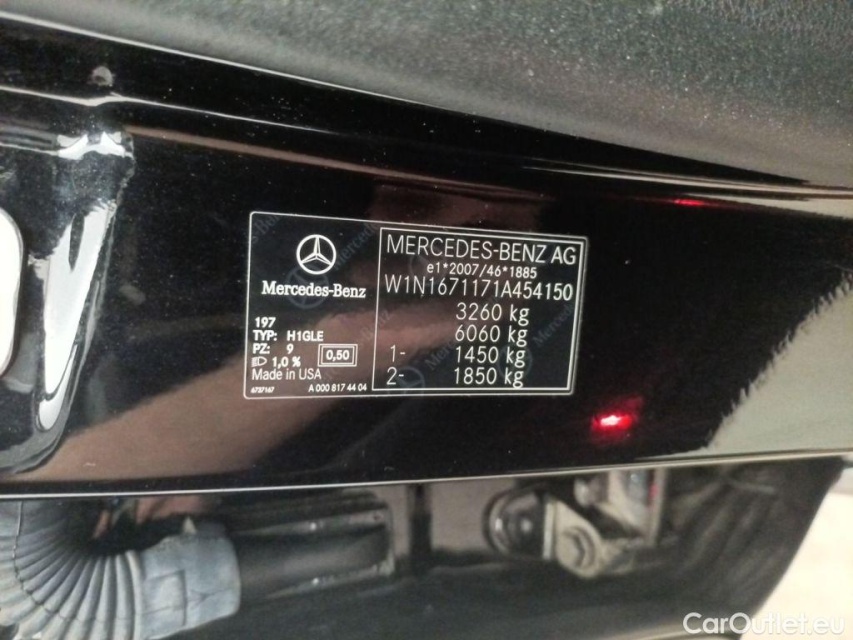 Mercedes-Benz
197
TYP: H1GLE
PZ: 9
1,0 % 0,50
Made in USA
6727167 A 000 817 44 04
MERCEDES-BENZ AG
e1*2007/46*1885
W1N1671171A454150
3260 kg
6060 kg
1- 1450 kg
2- 1850 kg
CarOutlet.eu